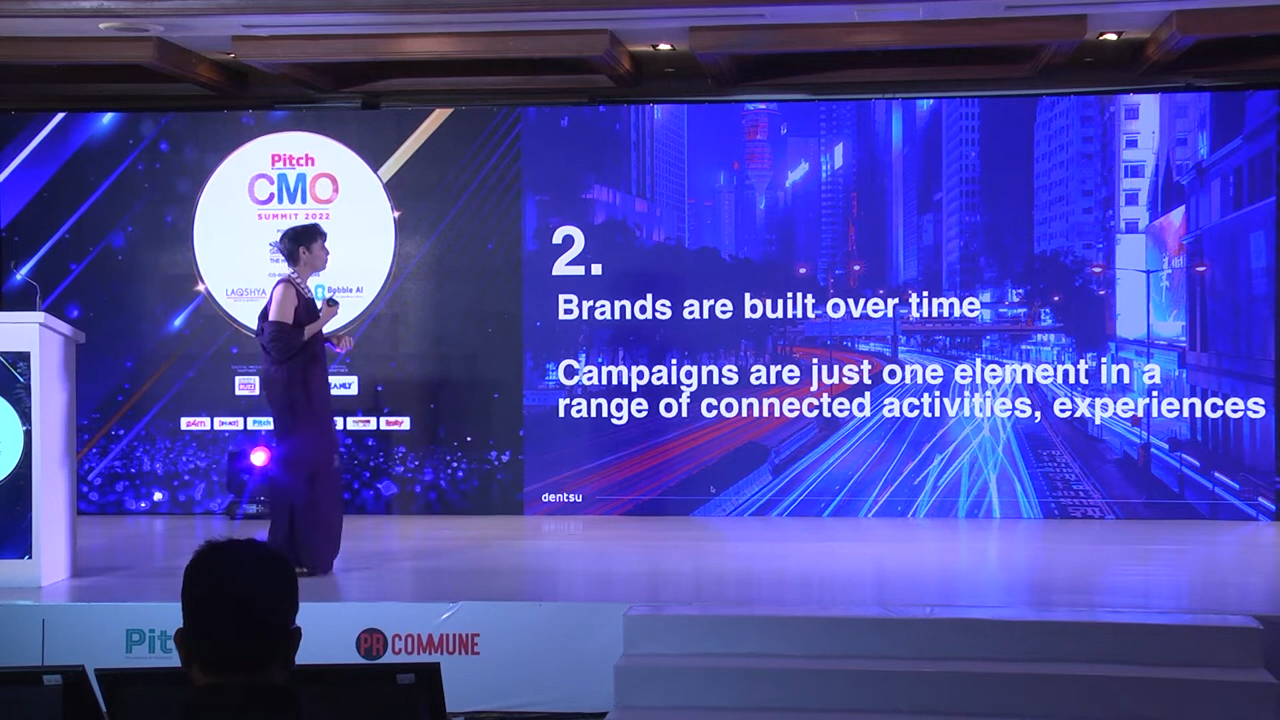 Pitch
CMO
SUMMIT 2022
LAQSHYA
Bobble AI
2.
Brands are built over time
Campaigns are just one element in a
range of connected activities, experiences
dentsu
Pitch
Pit
PR COMMUNE